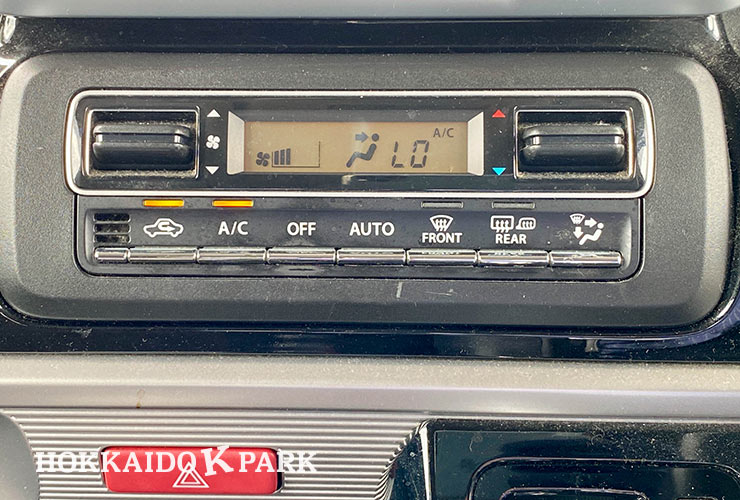 A/C
LO
A/C
OFF
AUTO
FRONT
REAR
HOKKAIDO K PARK